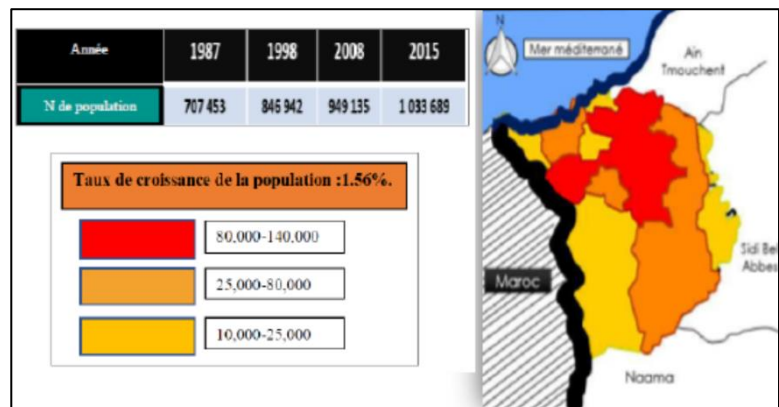 Année 1987 1998 2008 2015
N de population 707 453 846 942 949 135 1 033 689
Taux de croissance de la population :1.56%.
80,000-140,000
25,000-80,000
10,000-25,000
N
Mer méditerrané
Ain
Tmouchent
Sidi Bel
Abbes
Maroc
Naama